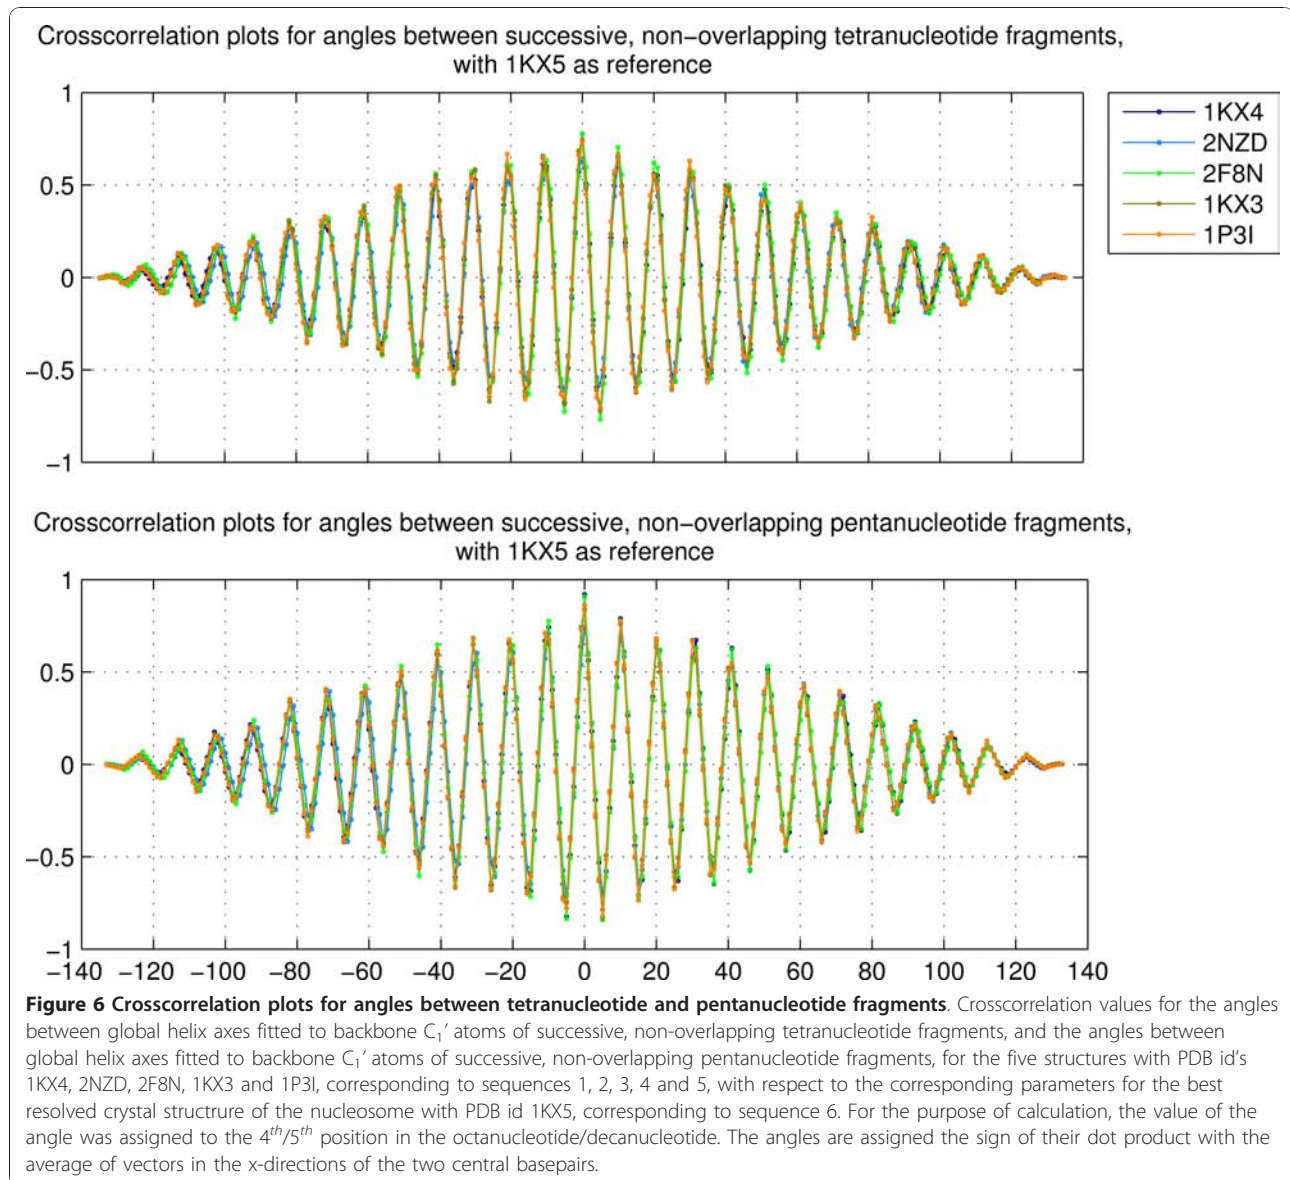 Crosscorrelation plots for angles between successive, non−overlapping tetranucleotide fragments,
with 1KX5 as reference
1
0.5
0
−0.5
−1
1KX4
2NZD
2F8N
1KX3
1P3I
Crosscorrelation plots for angles between successive, non−overlapping pentanucleotide fragments,
with 1KX5 as reference
1
0.5
0
−0.5
−1
−140 −120 −100 −80 −60 −40 −20 0 20 40 60 80 100 120 140
Figure 6 Crosscorrelation plots for angles between tetranucleotide and pentanucleotide fragments. Crosscorrelation values for the angles
between global helix axes fitted to backbone C₁′ atoms of successive, non-overlapping tetranucleotide fragments, and the angles between
global helix axes fitted to backbone C₁′ atoms of successive, non-overlapping pentanucleotide fragments, for the five structures with PDB id's
1KX4, 2NZD, 2F8N, 1KX3 and 1P3I, corresponding to sequences 1, 2, 3, 4 and 5, with respect to the corresponding parameters for the best
resolved crystal structrure of the nucleosome with PDB id 1KX5, corresponding to sequence 6. For the purpose of calculation, the value of the
angle was assigned to the 4th/5th position in the octanucleotide/decanucleotide. The angles are assigned the sign of their dot product with the
average of vectors in the x-directions of the two central basepairs.